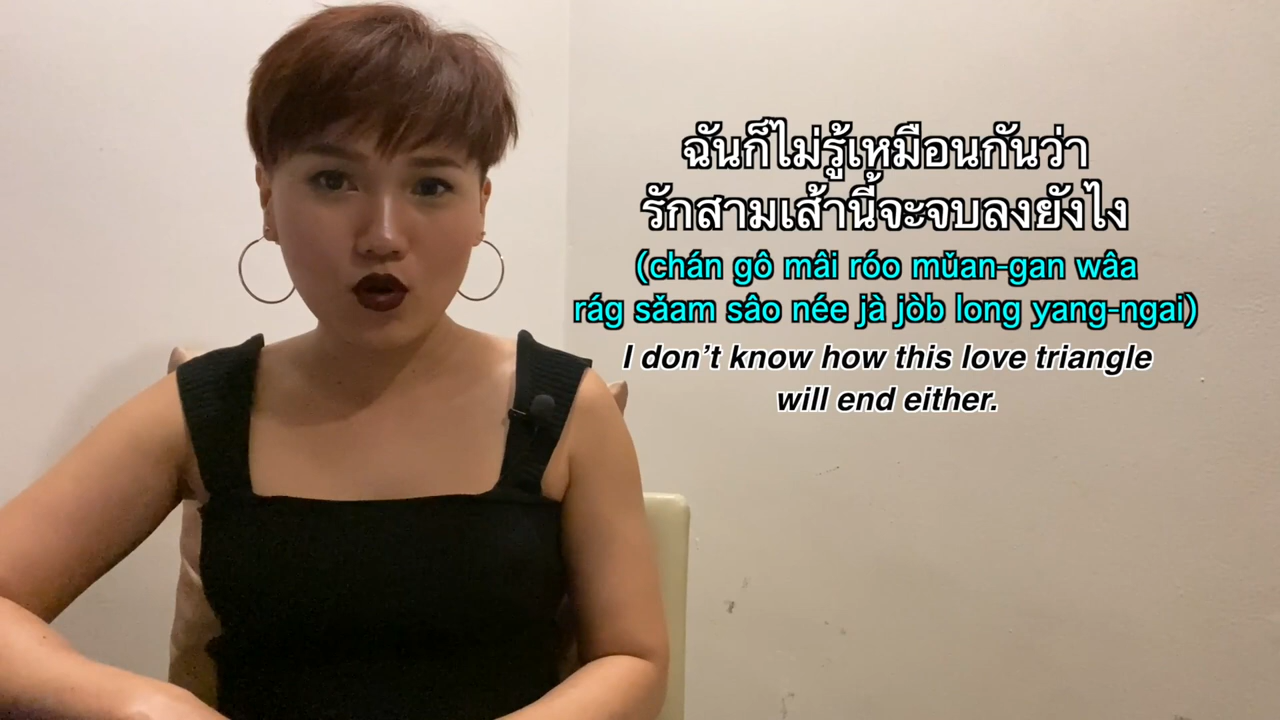 ฉันก็ไม่รู้เหมือนกันว่า
รักสามเส้านี้จะจบลงยังไง
(chán gô mâi róo mǔan-gan wâa
rág sǎam sâo née jà jòb long yang-ngai)
I don’t know how this love triangle
will end either.